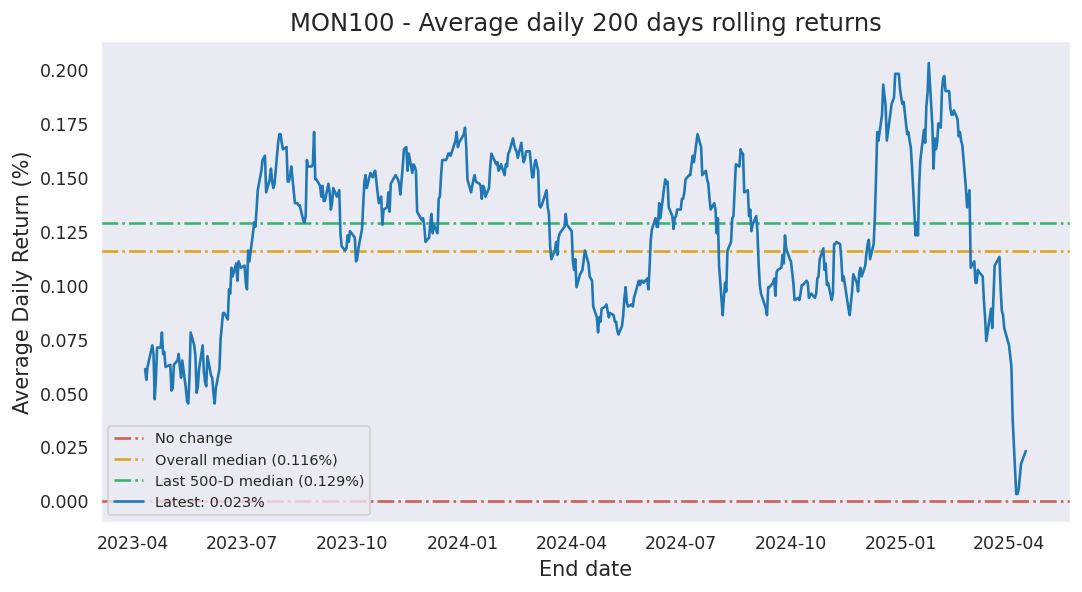 MON100 - Average daily 200 days rolling returns
Average Daily Return (%)
0.200
0.175
0.150
0.125
0.100
0.075
0.050
0.025
0.000
No change
Overall median (0.116%)
Last 500-D median (0.129%)
Latest: 0.023%
2023-04 2023-07 2023-10 2024-01 2024-04 2024-07 2024-10 2025-01 2025-04
End date